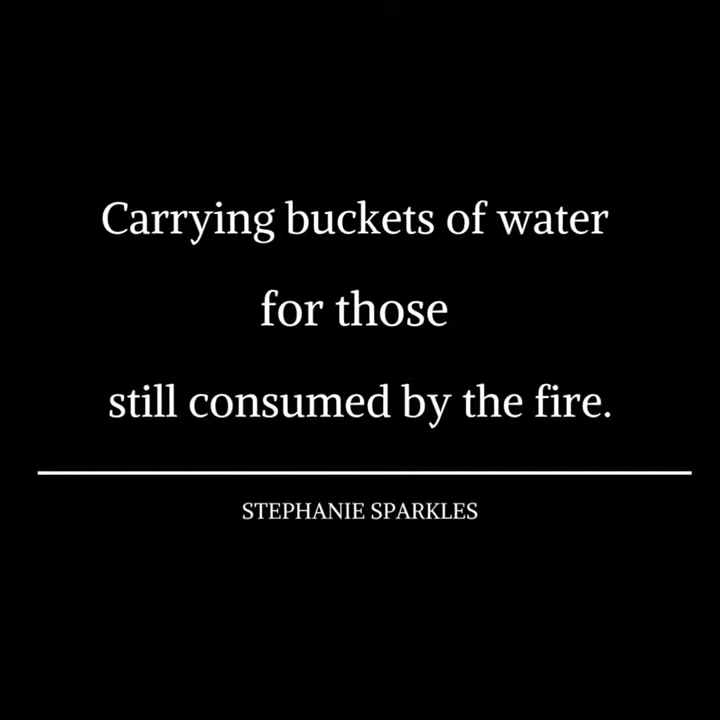 Carrying buckets of water
for those
still consumed by the fire.
STEPHANIE SPARKLES